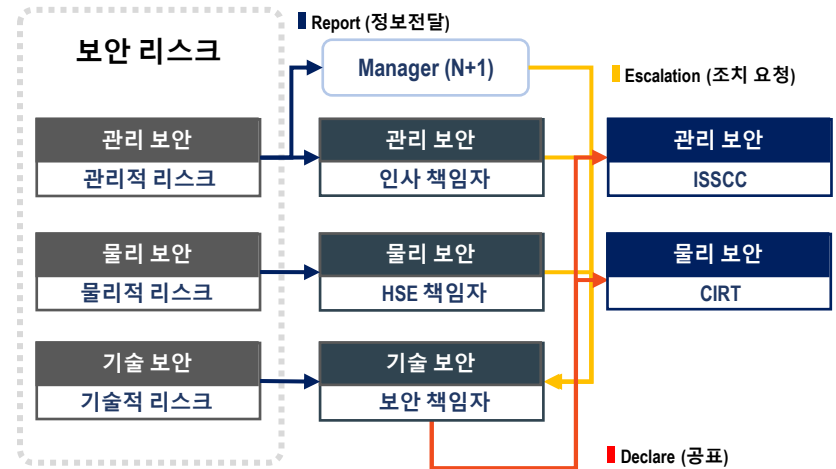 보안 리스크
Report (정보전달)
Manager (N+1)
Escalation (조치 요청)
관리 보안
관리적 리스크
관리 보안
인사 책임자
관리 보안
ISSCC
물리 보안
물리적 리스크
물리 보안
HSE 책임자
물리 보안
CIRT
기술 보안
기술적 리스크
기술 보안
보안 책임자
Declare (공표)